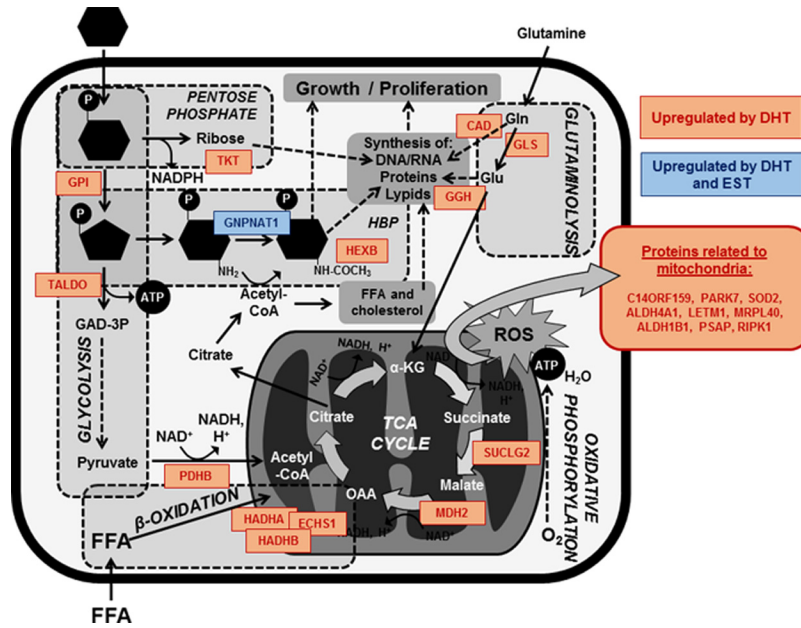 Glutamine
P
PENTOSE
PHOSPHATE
Growth / Proliferation
Ribose
TKT
NADPH
Synthesis of:
DNA/RNA
Proteins
Lipids
CAD
Gln
GLS
Glu
GGH
GLUTAMINOLYSIS
Upregulated by DHT
Upregulated by DHT
and EST
GPI
P
P
P
GNPNAT1
HBP
HEXB
NH2
NH-COCH3
TALDO
ATP
Acetyl-
CoA
FFA and
cholesterol
GAD-3P
Citrate
GLYCOLYSIS
Proteins related to
mitochondria:
C14ORF159, PARK7, SOD2,
ALDH4A1, LETM1, MRPL40,
ALDH1B1, PSAP, RIPK1
ROS
ATP
H2O
NAD+
NADH, H+
α-KG
NAD
NADH,
H+
Citrate
TCA
CYCLE
Succinate
SUCLG2
Malate
MDH2
NAD+
NADH, H+
OAA
Acetyl
-CoA
NAD+
NADH,
H+
Pyruvate
PDHB
β-OXIDATION
HADHA
ECHS1
HADHB
FFA
FFA
O2
OXIDATIVE
PHOSPHORYLATION